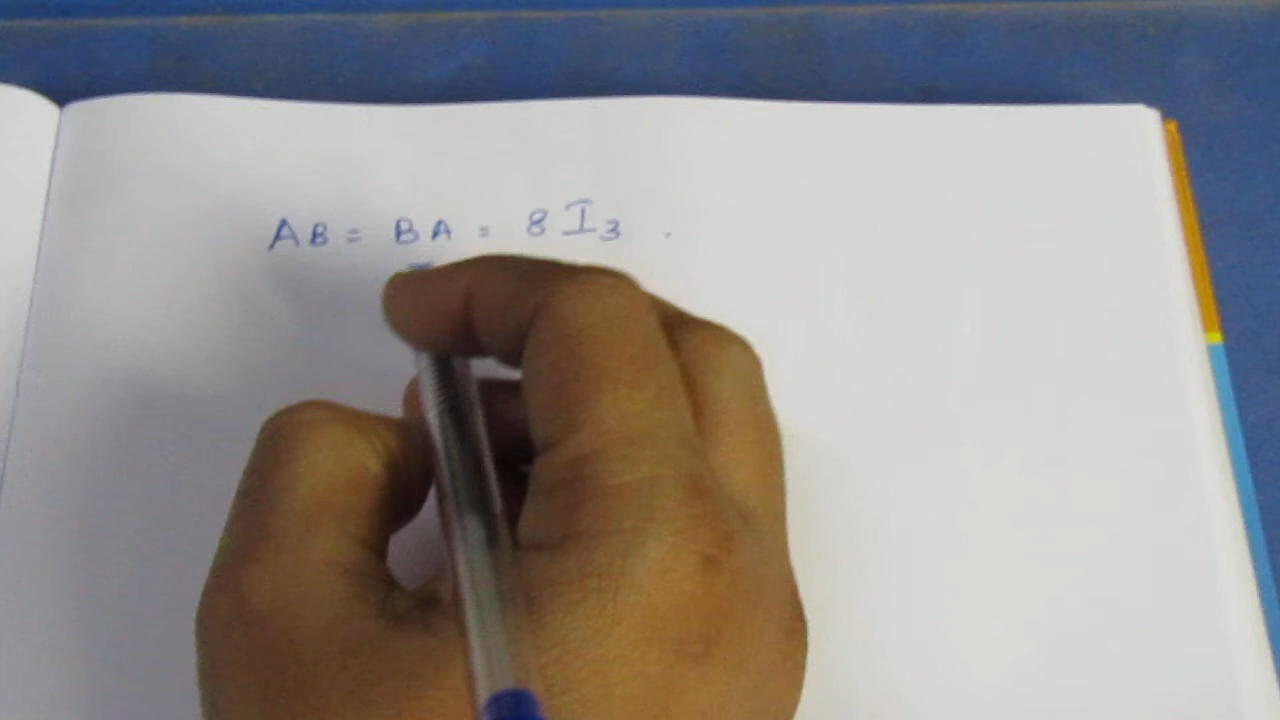 AB = BA = 8 I₃ .